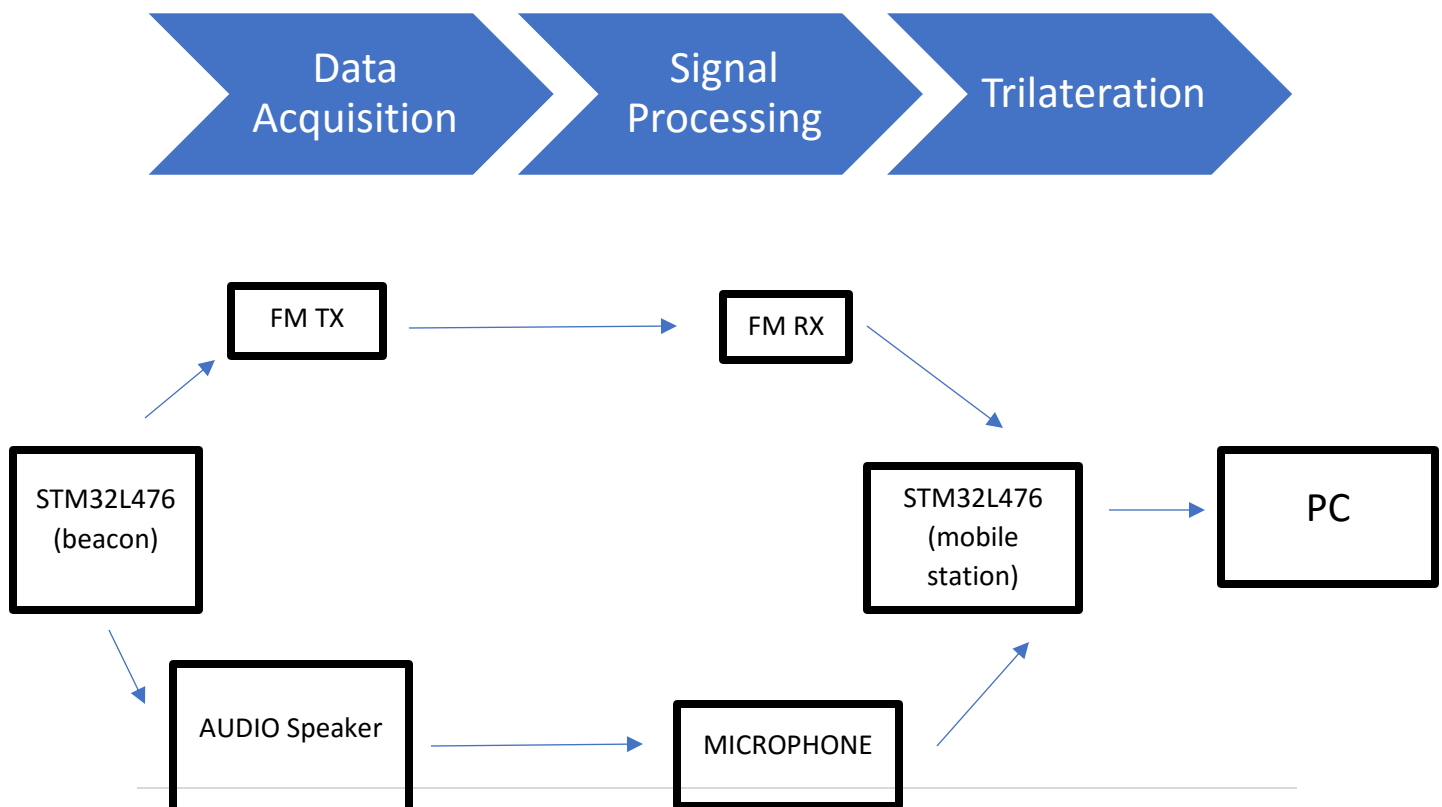 Data
Acquisition
Signal
Processing
Trilateration
FM TX
FM RX
STM32L476
(beacon)
STM32L476
(mobile
station)
PC
AUDIO Speaker
MICROPHONE